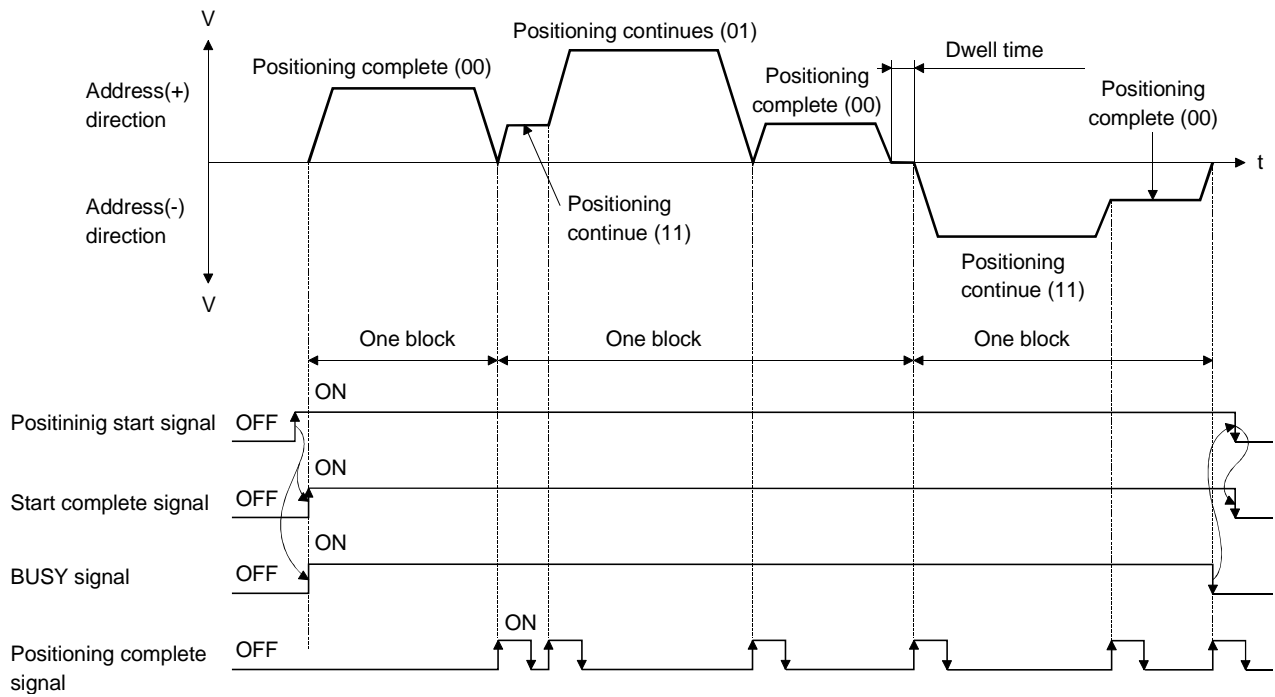 V
Positioning continues (01)
Dwell time
Positioning complete (00)
Positioning
complete (00)
Positioning
complete (00)
Address(+)
direction
t
Address(-)
direction
Positioning
continue (11)
Positioning
continue (11)
V
One block
One block
One block
ON
Positininig start signal
OFF
ON
Start complete signal
OFF
ON
BUSY signal
OFF
ON
Positioning complete
signal
OFF